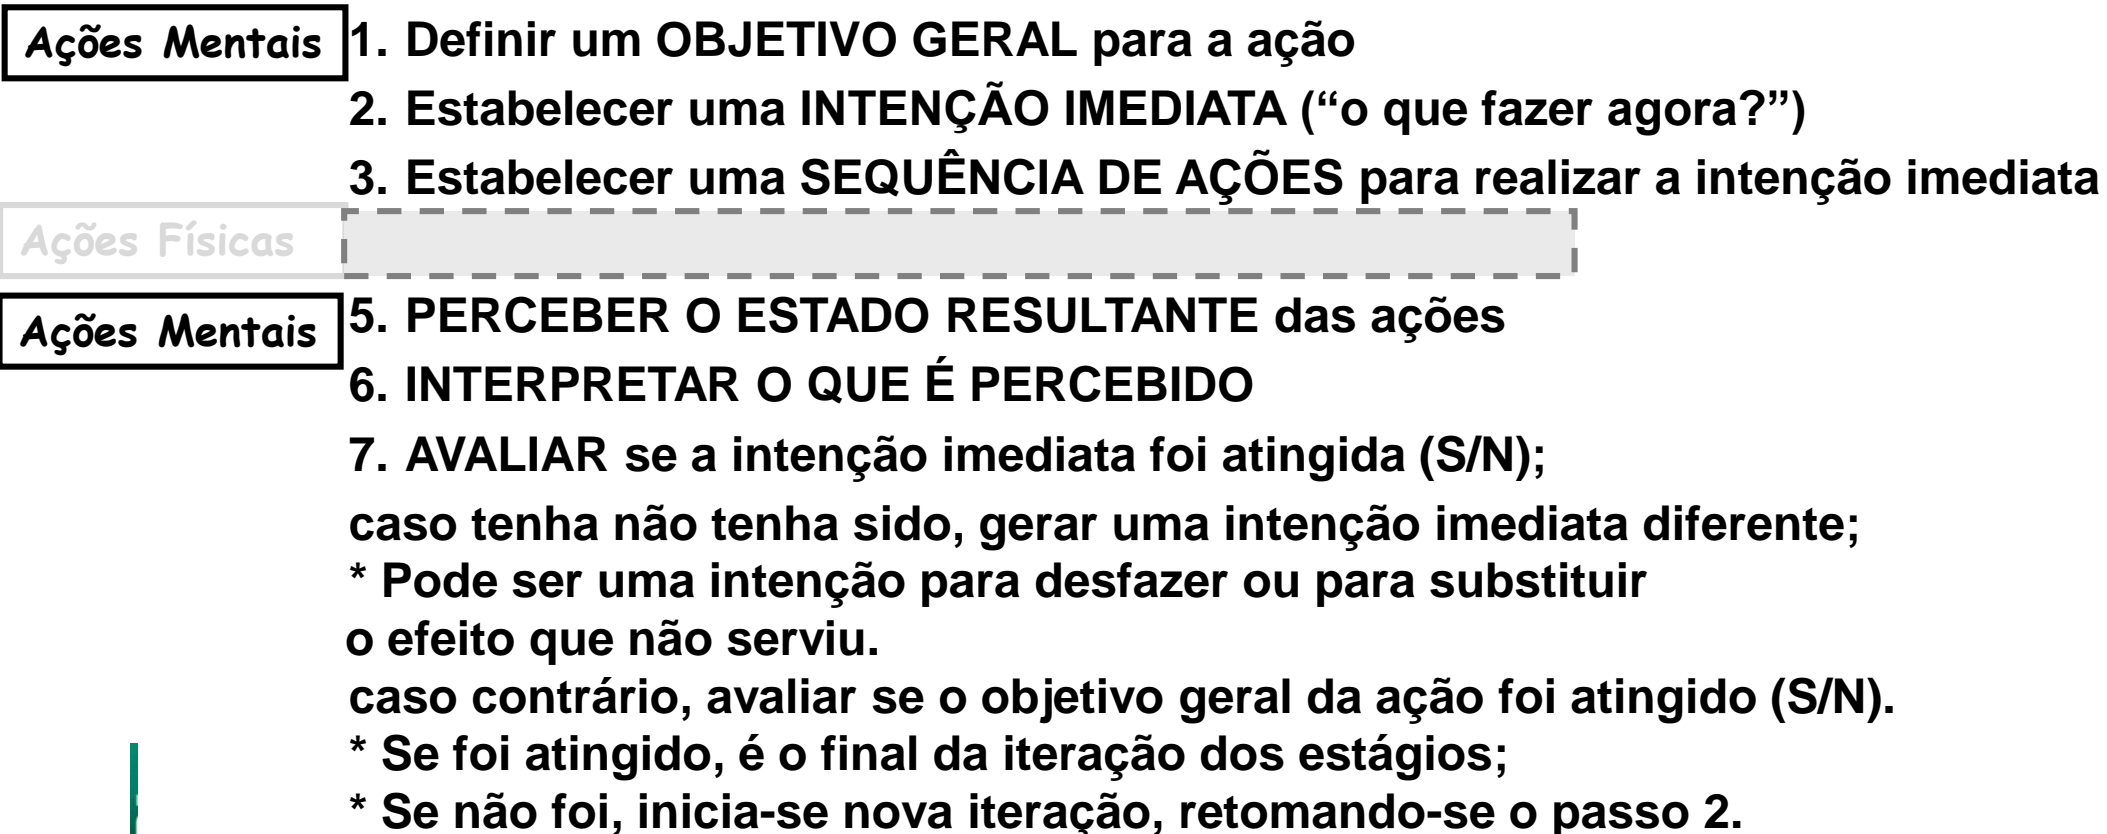 Ações Mentais
1. Definir um OBJETIVO GERAL para a ação
2. Estabelecer uma INTENÇÃO IMEDIATA (“o que fazer agora?”)
3. Estabelecer uma SEQUÊNCIA DE AÇÕES para realizar a intenção imediata
Ações Físicas
Ações Mentais
5. PERCEBER O ESTADO RESULTANTE das ações
6. INTERPRETAR O QUE É PERCEBIDO
7. AVALIAR se a intenção imediata foi atingida (S/N);
caso tenha não tenha sido, gerar uma intenção imediata diferente;
* Pode ser uma intenção para desfazer ou para substituir
o efeito que não serviu.
caso contrário, avaliar se o objetivo geral da ação foi atingido (S/N).
* Se foi atingido, é o final da iteração dos estágios;
* Se não foi, inicia-se nova iteração, retomando-se o passo 2.